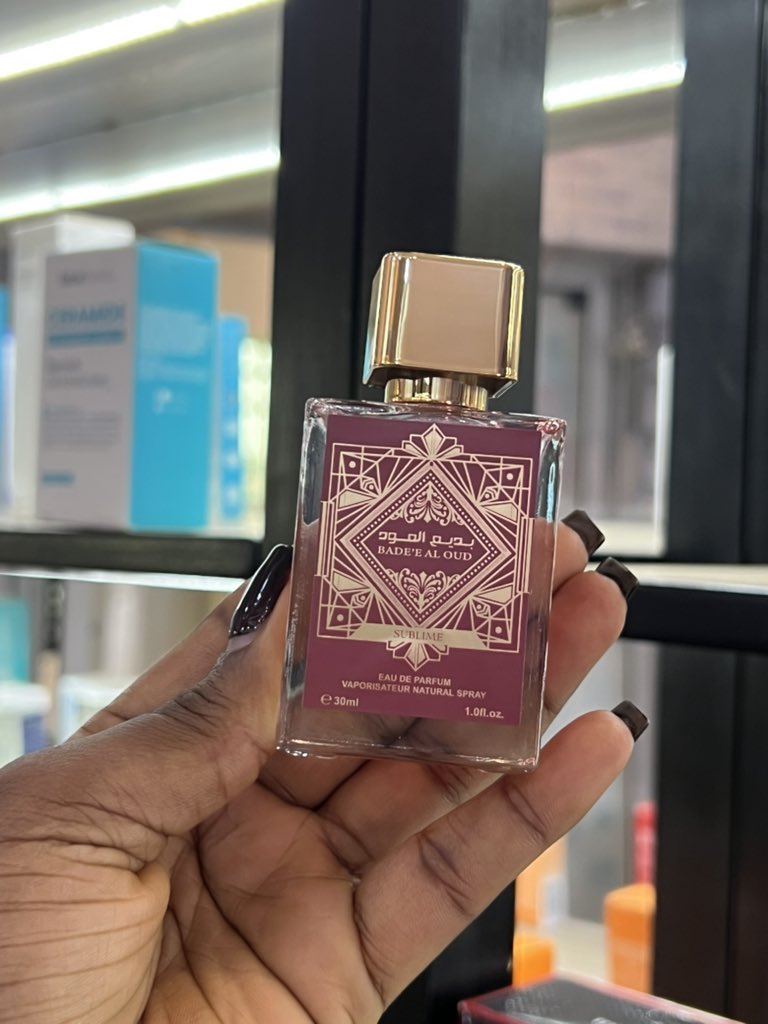 بديع العود
BADE'E AL OUD
SUBLIME
EAU DE PARFUM
VAPORISATEUR NATURAL SPRAY
℮ 30ml
1.0fl.oz.